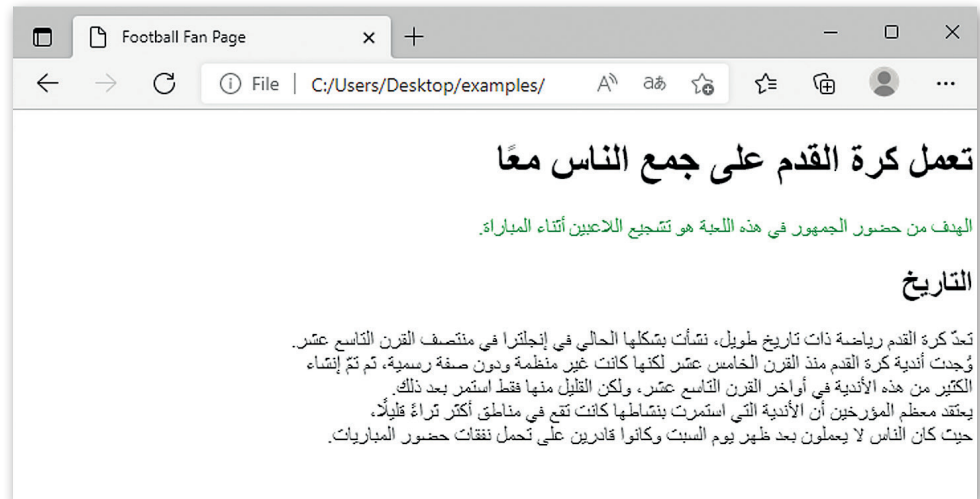 Football Fan Page
File | C:/Users/Desktop/examples/
تعمل كرة القدم على جمع الناس معًا
الهدف من حضور الجمهور في هذه اللعبة هو تشجيع اللاعبين أثناء المباراة.
التاريخ
تعدّ كرة القدم رياضة ذات تاريخ طويل، نشأت بشكلها الحالي في إنجلترا في منتصف القرن التاسع عشر.
وُجدت أندية كرة القدم منذ القرن الخامس عشر لكنها كانت غير منظمة ودون صفة رسمية، ثم تمّ إنشاء
الكثير من هذه الأندية في أواخر القرن التاسع عشر، ولكن القليل منها فقط استمر بعد ذلك.
يعتقد معظم المؤرخين أن الأندية التي استمرت بنشاطها كانت تقع في مناطق أكثر ثراءً قليلًا،
حيث كان الناس لا يعملون بعد ظهر يوم السبت وكانوا قادرين على تحمل نفقات حضور المباريات.